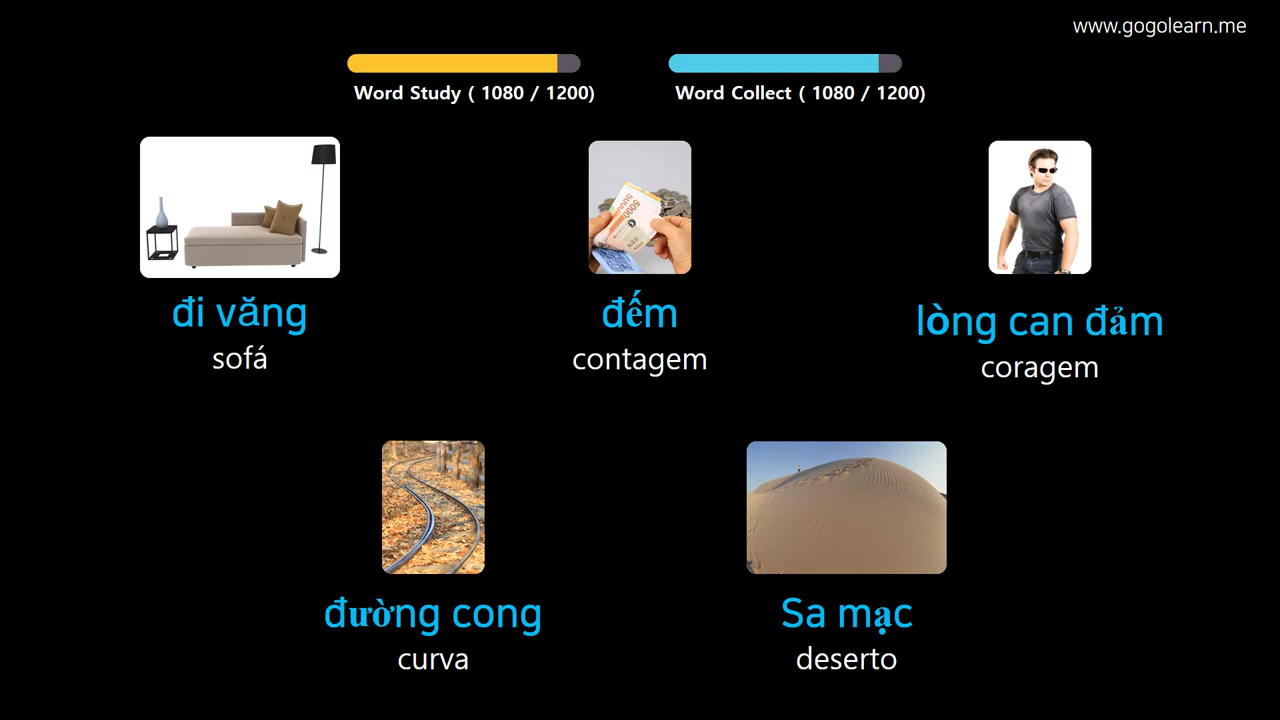 www.gogolearn.me
Word Study ( 1080 / 1200)
Word Collect ( 1080 / 1200)
đi văng
sofá
đếm
contagem
lòng can đảm
coragem
đường cong
curva
Sa mạc
deserto